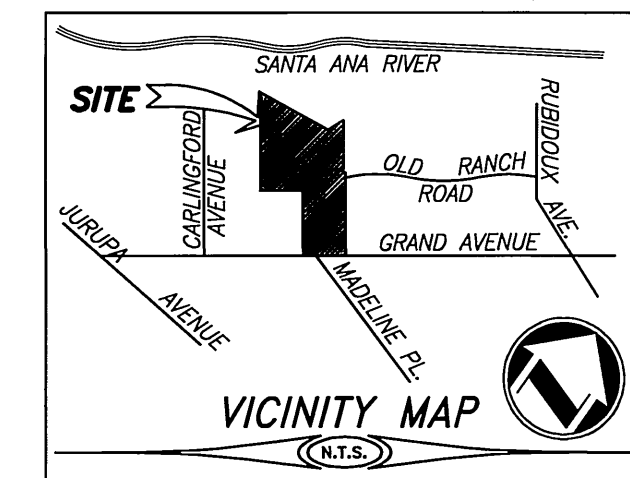 SANTA ANA RIVER
SITE
CARLINGFORD
AVENUE
RUBIDOUX
AVE.
OLD RANCH
ROAD
JURUPA
AVENUE
GRAND AVENUE
MADELINE PL.
VICINITY MAP
N.T.S.